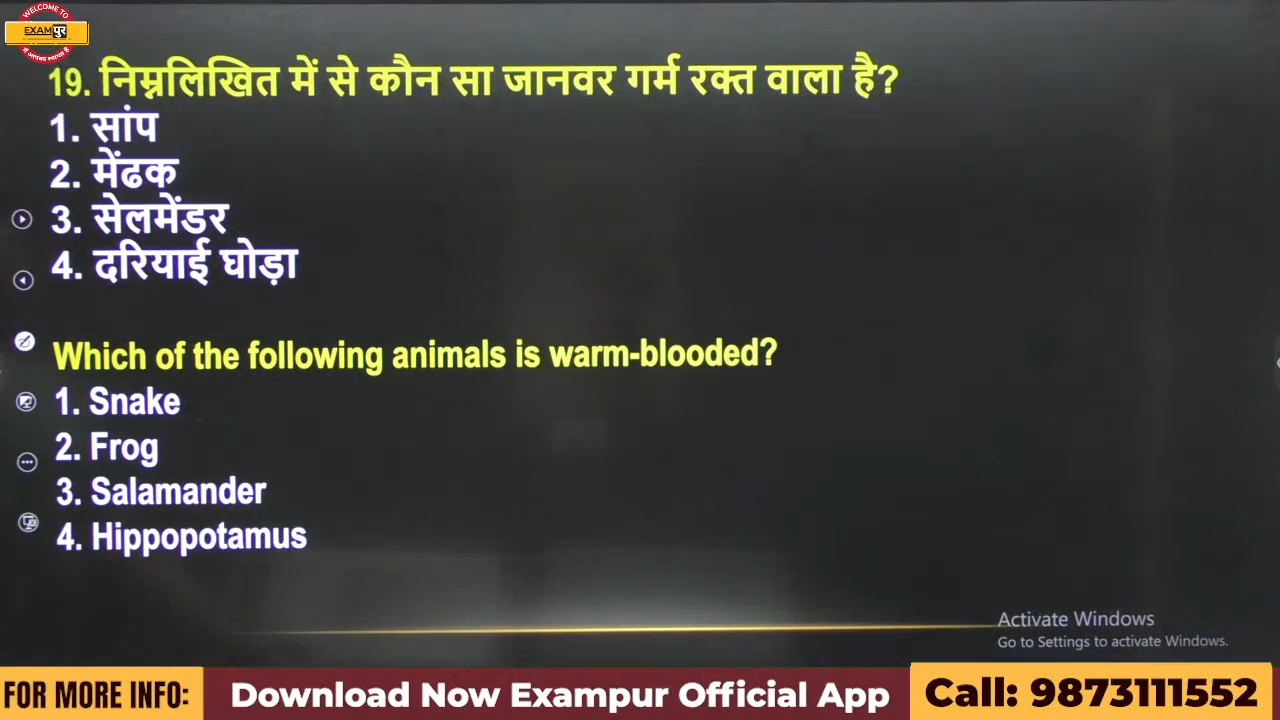 WELCOME TO
EXAMपुर
19. निम्नलिखित में से कौन सा जानवर गर्म रक्त वाला है?
1. सांप
2. मेंढक
3. सेलमेंडर
4. दरियाई घोड़ा
Which of the following animals is warm-blooded?
1. Snake
2. Frog
3. Salamander
4. Hippopotamus
Activate Windows
Go to Settings to activate Windows.
FOR MORE INFO:
Download Now Exampur Official App
Call: 9873111552